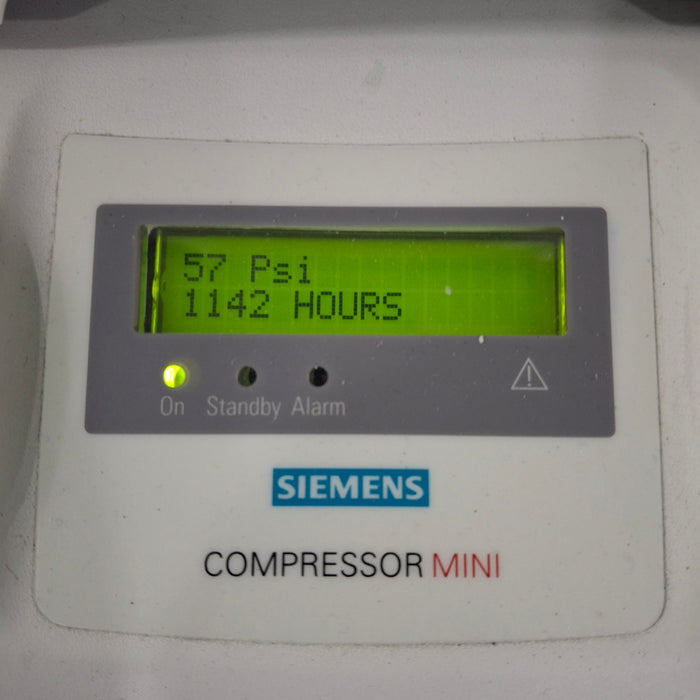 57 Psi
1142 HOURS
On Standby Alarm
SIEMENS
COMPRESSOR MINI